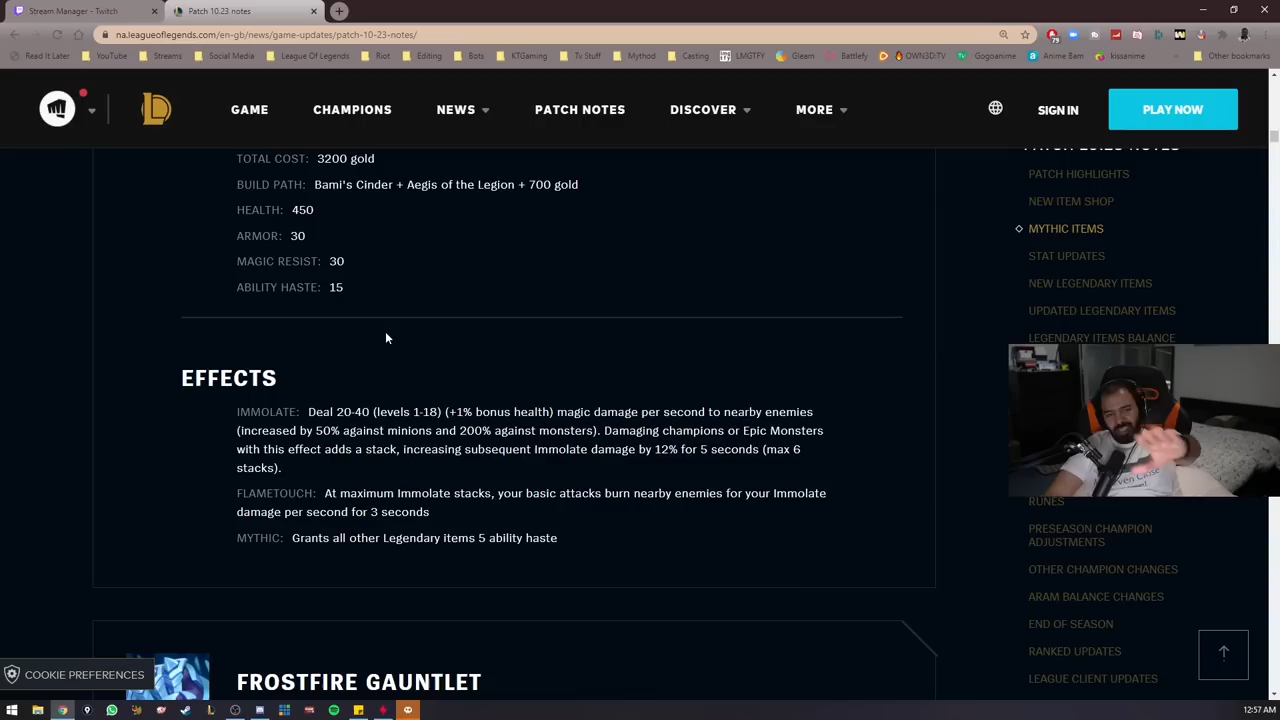 Stream Manager - Twitch
Patch 10.23 notes
na.leagueoflegends.com/en-gb/news/game-updates/patch-10-23-notes/
Read It Later YouTube Streams Social Media League Of Legends Riot Editing Bots KTGaming Tv Stuff Mythod Casting LMGTFY Gleam Battlefy OWN3D:TV Gogoanime Anime Bam kissanime Other bookmarks
GAME CHAMPIONS NEWS PATCH NOTES DISCOVER MORE SIGN IN PLAY NOW
TOTAL COST: 3200 gold
BUILD PATH: Bami's Cinder + Aegis of the Legion + 700 gold
HEALTH: 450
ARMOR: 30
MAGIC RESIST: 30
ABILITY HASTE: 15
EFFECTS
IMMOLATE: Deal 20-40 (levels 1-18) (+1% bonus health) magic damage per second to nearby enemies
(increased by 50% against minions and 200% against monsters). Damaging champions or Epic Monsters
with this effect adds a stack, increasing subsequent Immolate damage by 12% for 5 seconds (max 6
stacks).
FLAMETOUCH: At maximum Immolate stacks, your basic attacks burn nearby enemies for your Immolate
damage per second for 3 seconds
MYTHIC: Grants all other Legendary items 5 ability haste
FROSTFIRE GAUNTLET
PATCH 10.23 NOTES
PATCH HIGHLIGHTS
NEW ITEM SHOP
MYTHIC ITEMS
STAT UPDATES
NEW LEGENDARY ITEMS
UPDATED LEGENDARY ITEMS
LEGENDARY ITEMS BALANCE
RUNES
PRESEASON CHAMPION
ADJUSTMENTS
OTHER CHAMPION CHANGES
ARAM BALANCE CHANGES
END OF SEASON
RANKED UPDATES
LEAGUE CLIENT UPDATES
COOKIE PREFERENCES
12:57 AM